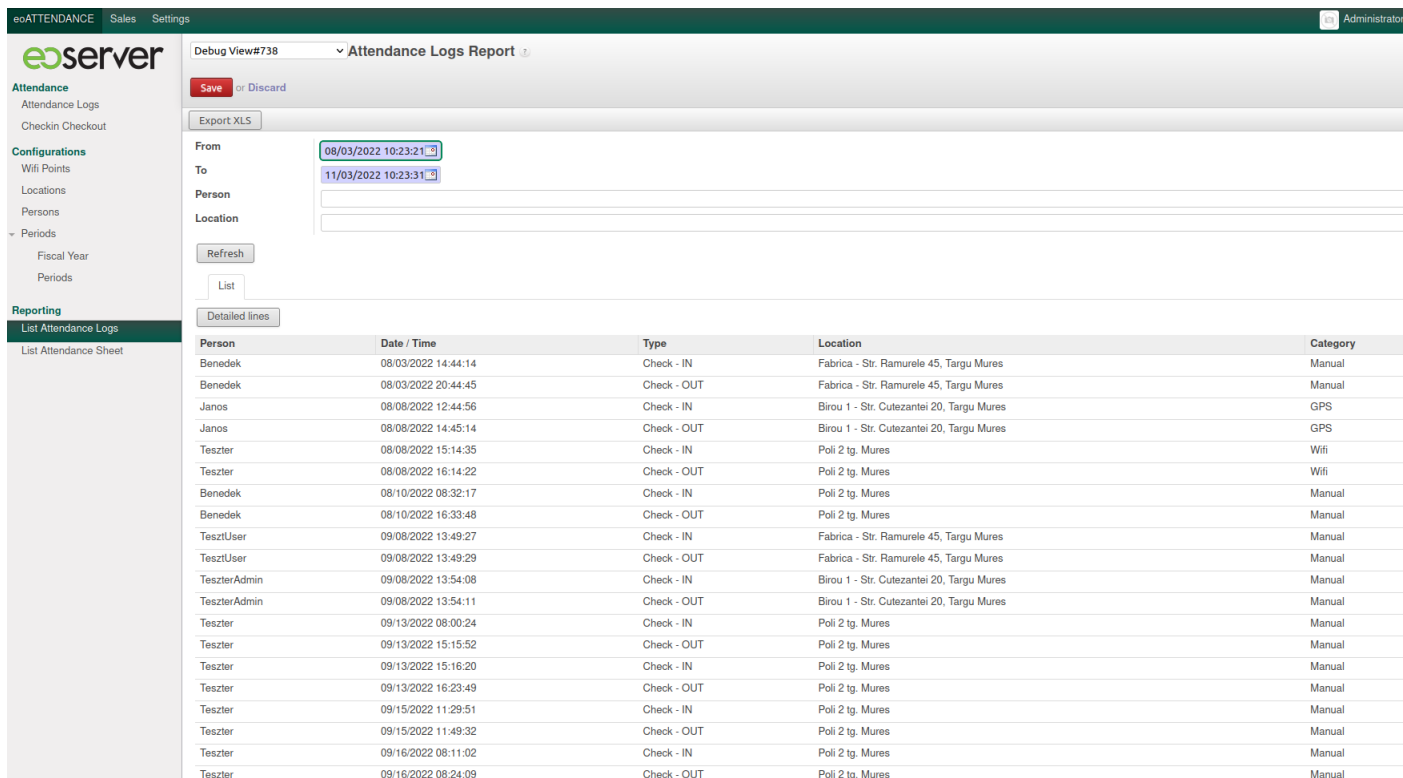 eoATTENDANCE Sales Settings Administrator
eoserver
Attendance
Attendance Logs
Checkin Checkout
Configurations
Wifi Points
Locations
Persons
Periods
Fiscal Year
Periods
Reporting
List Attendance Logs
List Attendance Sheet
Debug View#738 Attendance Logs Report ?
Save or Discard
Export XLS
From 08/03/2022 10:23:21
To 11/03/2022 10:23:31
Person
Location
Refresh
List
Detailed lines
Person Date / Time Type Location Category
Benedek 08/03/2022 14:44:14 Check - IN Fabrica - Str. Ramurele 45, Targu Mures Manual
Benedek 08/03/2022 20:44:45 Check - OUT Fabrica - Str. Ramurele 45, Targu Mures Manual
Janos 08/08/2022 12:44:56 Check - IN Birou 1 - Str. Cutezantei 20, Targu Mures GPS
Janos 08/08/2022 14:45:14 Check - OUT Birou 1 - Str. Cutezantei 20, Targu Mures GPS
Teszter 08/08/2022 15:14:35 Check - IN Poli 2 tg. Mures Wifi
Teszter 08/08/2022 16:14:22 Check - OUT Poli 2 tg. Mures Wifi
Benedek 08/10/2022 08:32:17 Check - IN Poli 2 tg. Mures Manual
Benedek 08/10/2022 16:33:48 Check - OUT Poli 2 tg. Mures Manual
TesztUser 09/08/2022 13:49:27 Check - IN Fabrica - Str. Ramurele 45, Targu Mures Manual
TesztUser 09/08/2022 13:49:29 Check - OUT Fabrica - Str. Ramurele 45, Targu Mures Manual
TeszterAdmin 09/08/2022 13:54:08 Check - IN Birou 1 - Str. Cutezantei 20, Targu Mures Manual
TeszterAdmin 09/08/2022 13:54:11 Check - OUT Birou 1 - Str. Cutezantei 20, Targu Mures Manual
Teszter 09/13/2022 08:00:24 Check - IN Poli 2 tg. Mures Manual
Teszter 09/13/2022 15:15:52 Check - OUT Poli 2 tg. Mures Manual
Teszter 09/13/2022 15:16:20 Check - IN Poli 2 tg. Mures Manual
Teszter 09/13/2022 16:23:49 Check - OUT Poli 2 tg. Mures Manual
Teszter 09/15/2022 11:29:51 Check - IN Poli 2 tg. Mures Manual
Teszter 09/15/2022 11:49:32 Check - OUT Poli 2 tg. Mures Manual
Teszter 09/16/2022 08:11:02 Check - IN Poli 2 tg. Mures Manual
Teszter 09/16/2022 08:24:09 Check - OUT Poli 2 tg. Mures Manual